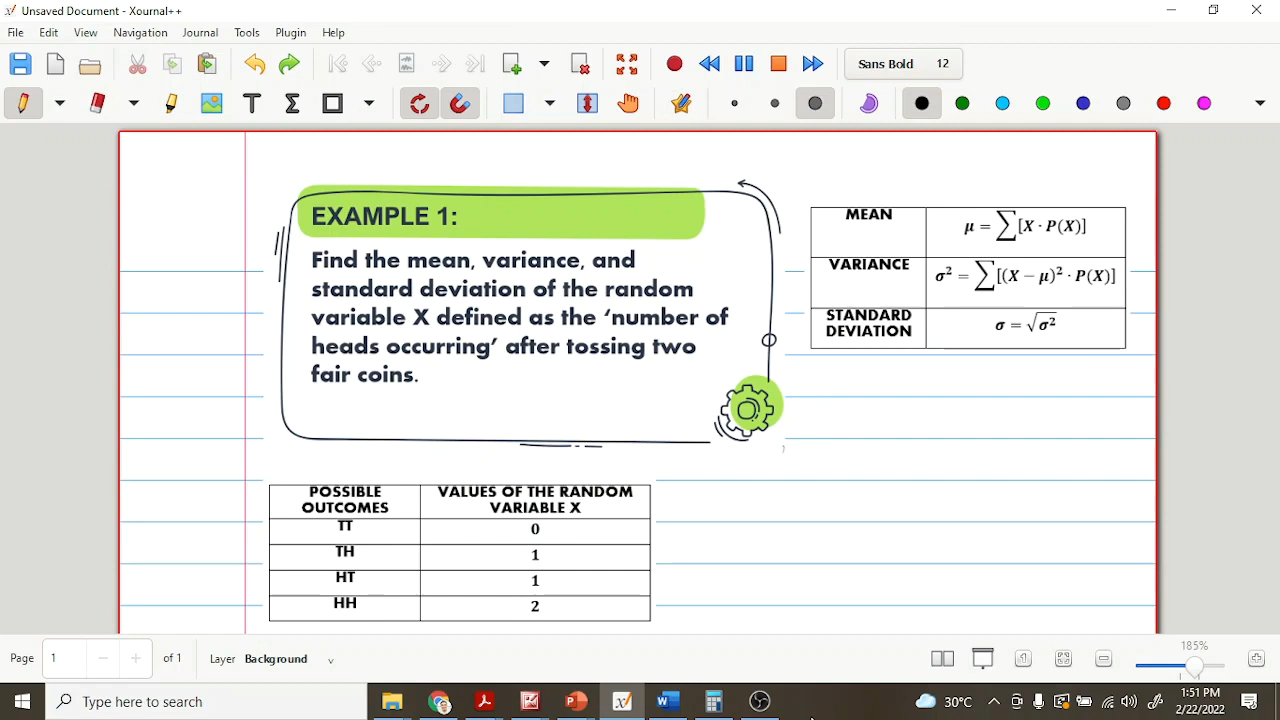 Unsaved Document - Xournal++
File Edit View Navigation Journal Tools Plugin Help
Sans Bold 12
EXAMPLE 1:
Find the mean, variance, and
standard deviation of the random
variable X defined as the ‘number of
heads occurring’ after tossing two
fair coins.
MEAN μ = ∑[X · P(X)]
VARIANCE σ² = ∑[(X − μ)² · P(X)]
STANDARD
DEVIATION σ = √σ²
POSSIBLE
OUTCOMES
VALUES OF THE RANDOM
VARIABLE X
TT 0
TH 1
HT 1
HH 2
Page 1 of 1 Layer Background 185%
Type here to search
30°C
1:51 PM
2/22/2022